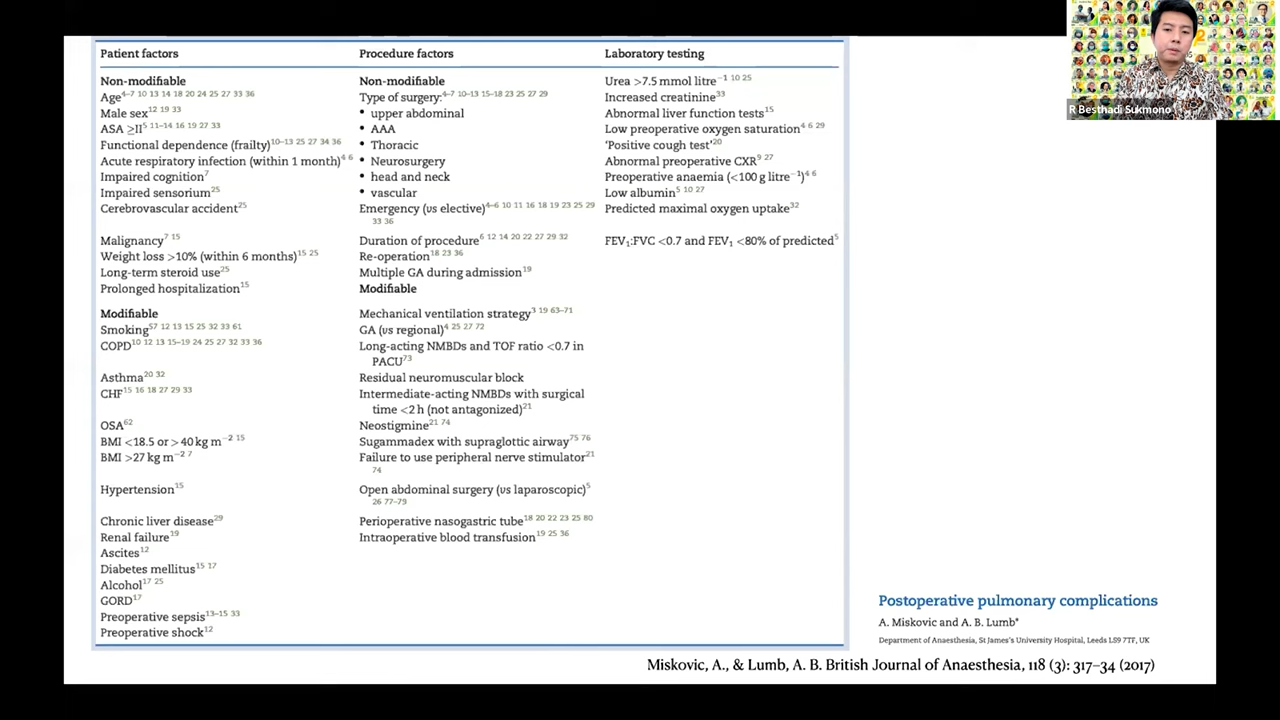 Patient factors
Non-modifiable
Age4–7 10 13 14 18 20 24 25 27 33 36
Male sex12 19 33
ASA ≥II5 11–14 16 19 27 33
Functional dependence (frailty)10–13 25 27 34 36
Acute respiratory infection (within 1 month)4 6
Impaired cognition7
Impaired sensorium25
Cerebrovascular accident25
Malignancy7 15
Weight loss >10% (within 6 months)15 25
Long-term steroid use25
Prolonged hospitalization15
Modifiable
Smoking57 12 13 15 25 32 33 61
COPD10 12 13 15–19 24 25 27 32 33 36
Asthma20 32
CHF15 16 18 27 29 33
OSA62
BMI <18.5 or > 40 kg m−2 15
BMI >27 kg m−2 7
Hypertension15
Chronic liver disease29
Renal failure19
Ascites12
Diabetes mellitus15 17
Alcohol17 25
GORD17
Preoperative sepsis13–15 33
Preoperative shock12
Procedure factors
Non-modifiable
Type of surgery:4–7 10–13 15–18 23 25 27 29
• upper abdominal
• AAA
• Thoracic
• Neurosurgery
• head and neck
• vascular
Emergency (vs elective)4–6 10 11 16 18 19 23 25 29
33 36
Duration of procedure6 12 14 20 22 27 29 32
Re-operation18 23 36
Multiple GA during admission19
Modifiable
Mechanical ventilation strategy3 19 63–71
GA (vs regional)4 25 27 72
Long-acting NMBDs and TOF ratio <0.7 in
PACU73
Residual neuromuscular block
Intermediate-acting NMBDs with surgical
time <2 h (not antagonized)21
Neostigmine21 74
Sugammadex with supraglottic airway75 76
Failure to use peripheral nerve stimulator21
74
Open abdominal surgery (vs laparoscopic)5
26 77–79
Perioperative nasogastric tube18 20 22 23 25 80
Intraoperative blood transfusion19 25 36
Laboratory testing
Urea >7.5 mmol litre−1 10 25
Increased creatinine33
Abnormal liver function tests15
Low preoperative oxygen saturation4 6 29
‘Positive cough test’20
Abnormal preoperative CXR9 27
Preoperative anaemia (<100 g litre−1)4 6
Low albumin5 10 27
Predicted maximal oxygen uptake32
FEV1:FVC <0.7 and FEV1 <80% of predicted5
R Besthadi Sukmono
Postoperative pulmonary complications
A. Miskovic and A. B. Lumb*
Department of Anaesthesia, St James's University Hospital, Leeds LS9 7TF, UK
Miskovic, A., & Lumb, A. B. British Journal of Anaesthesia, 118 (3): 317–34 (2017)